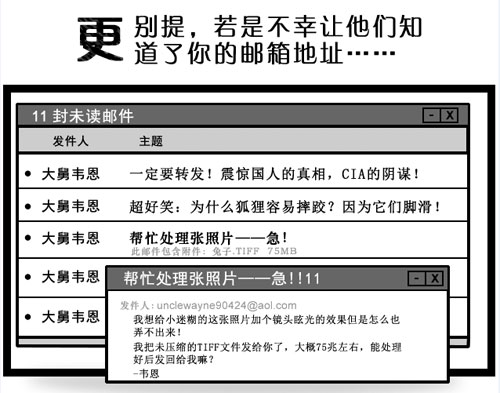 更别提，若是不幸让他们知
道了你的邮箱地址……
11 封未读邮件
- X
发件人 主题
大舅韦恩 一定要转发！震惊国人的真相，CIA的阴谋！
大舅韦恩 超好笑：为什么狐狸容易摔跤？因为它们脚滑！
大舅韦恩 帮忙处理张照片——急！
此邮件包含附件：兔子.TIFF 75MB
大舅韦恩
大舅韦恩
帮忙处理张照片——急!!11
- X
发件人：unclewayne90424@aol.com
我想给小迷糊的这张照片加个镜头眩光的效果但是怎么也
弄不出来！
我把未压缩的TIFF文件发给你了，大概75兆左右，能处理
好后发回给我嘛？
-韦恩